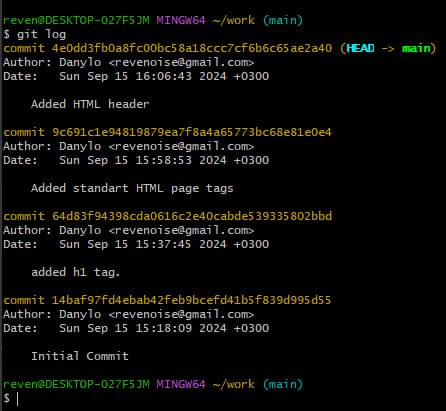 reven@DESKTOP-O27F5JM MINGW64 ~/work (main)
$ git log
commit 4e0dd3fb0a8fc00bc58a18ccc7cf6b6c65ae2a40 (HEAD -> main)
Author: Danylo <revenoise@gmail.com>
Date:   Sun Sep 15 16:06:43 2024 +0300
Added HTML header
commit 9c691c1e94819879ea7f8a4a65773bc68e81e0e4
Author: Danylo <revenoise@gmail.com>
Date:   Sun Sep 15 15:58:53 2024 +0300
Added standart HTML page tags
commit 64d83f94398cda0616c2e40cabde539335802bbd
Author: Danylo <revenoise@gmail.com>
Date:   Sun Sep 15 15:37:45 2024 +0300
added h1 tag.
commit 14baf97fd4ebab42feb9bcefd41b5f839d995d55
Author: Danylo <revenoise@gmail.com>
Date:   Sun Sep 15 15:18:09 2024 +0300
Initial Commit
reven@DESKTOP-O27F5JM MINGW64 ~/work (main)
$